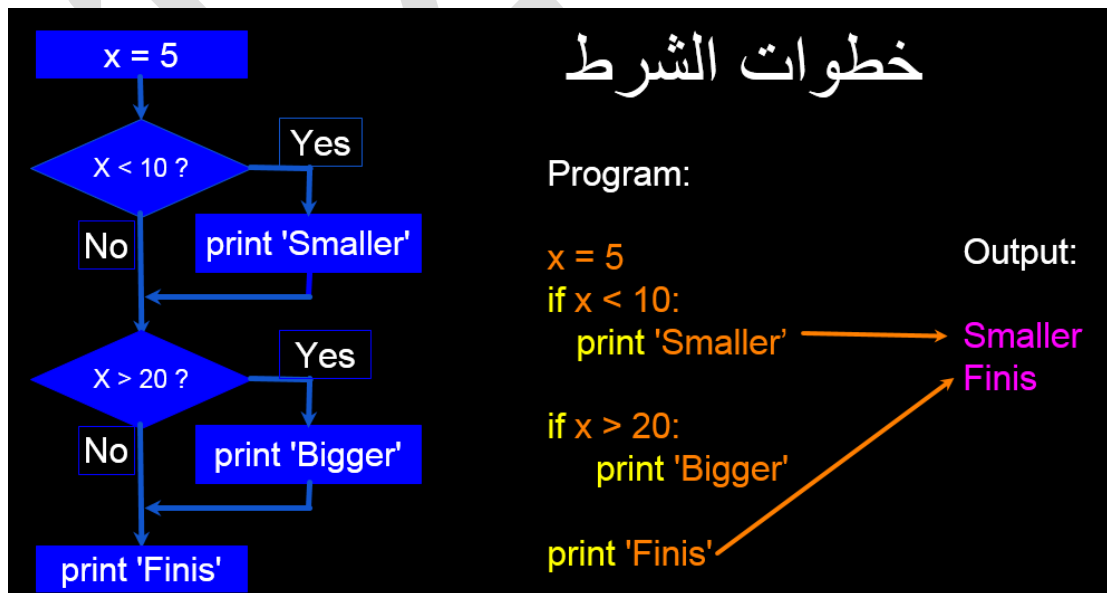 خطوات الشرط
x = 5
X < 10 ?
Yes
No
print 'Smaller'
X > 20 ?
Yes
No
print 'Bigger'
print 'Finis'
Program:
x = 5
if x < 10:
print 'Smaller’
if x > 20:
print 'Bigger'
print 'Finis'
Output:
Smaller
Finis